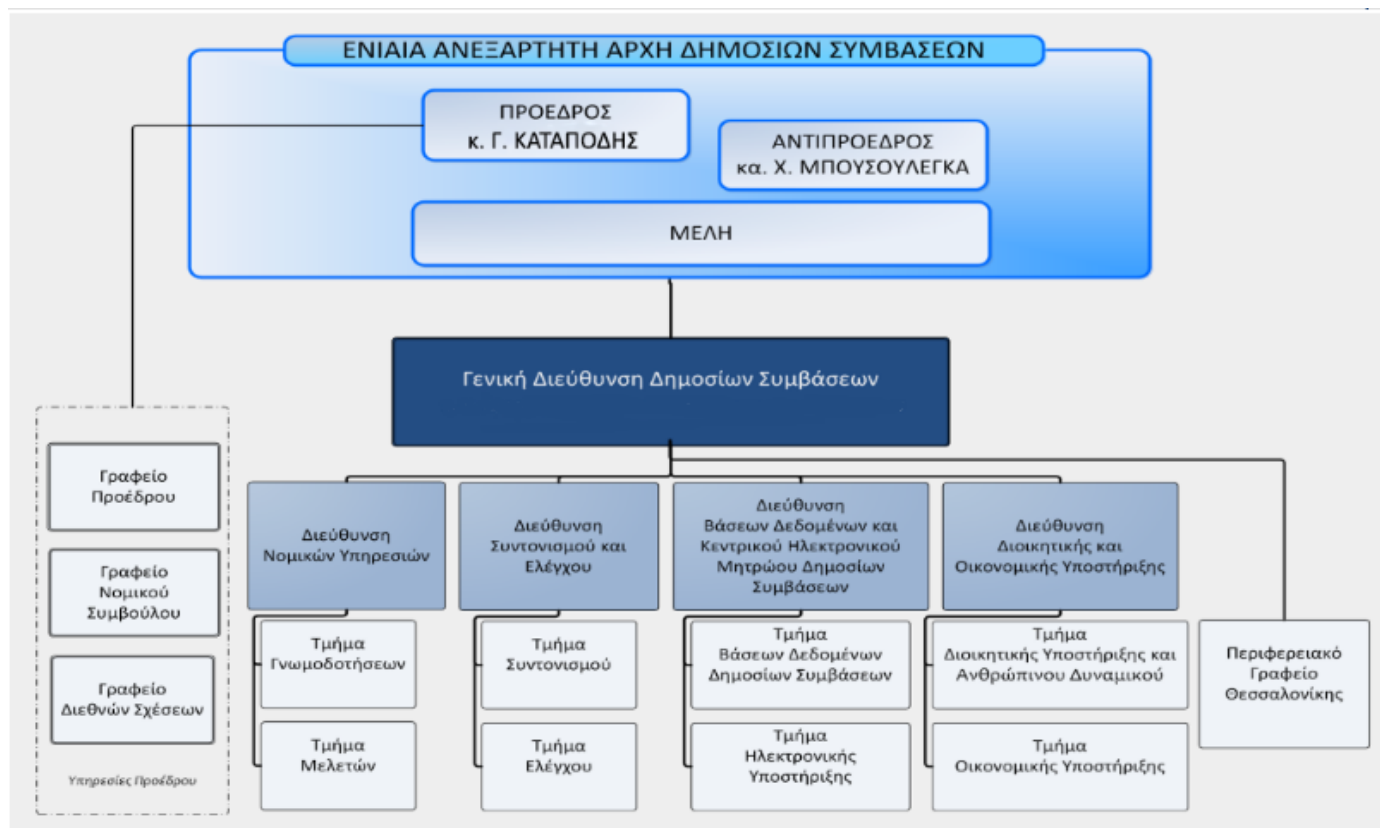 ΕΝΙΑΙΑ ΑΝΕΞΑΡΤΗΤΗ ΑΡΧΗ ΔΗΜΟΣΙΩΝ ΣΥΜΒΑΣΕΩΝ
ΠΡΟΕΔΡΟΣ
κ. Γ. ΚΑΤΑΠΟΔΗΣ
ΑΝΤΙΠΡΟΕΔΡΟΣ
κα. Χ. ΜΠΟΥΣΟΥΛΕΓΚΑ
ΜΕΛΗ
Γενική Διεύθυνση Δημοσίων Συμβάσεων
Γραφείο
Προέδρου
Γραφείο
Νομικού
Συμβούλου
Γραφείο
Διεθνών Σχέσεων
Υπηρεσίες Προέδρου
Διεύθυνση
Νομικών Υπηρεσιών
Τμήμα
Γνωμοδοτήσεων
Τμήμα
Μελετών
Διεύθυνση
Συντονισμού και
Ελέγχου
Τμήμα
Συντονισμού
Τμήμα
Ελέγχου
Διεύθυνση
Βάσεων Δεδομένων και
Κεντρικού Ηλεκτρονικού
Μητρώου Δημοσίων
Συμβάσεων
Τμήμα
Βάσεων Δεδομένων
Δημοσίων Συμβάσεων
Τμήμα
Ηλεκτρονικής
Υποστήριξης
Διεύθυνση
Διοικητικής και
Οικονομικής Υποστήριξης
Τμήμα
Διοικητικής Υποστήριξης και
Ανθρώπινου Δυναμικού
Τμήμα
Οικονομικής Υποστήριξης
Περιφερειακό
Γραφείο
Θεσσαλονίκης